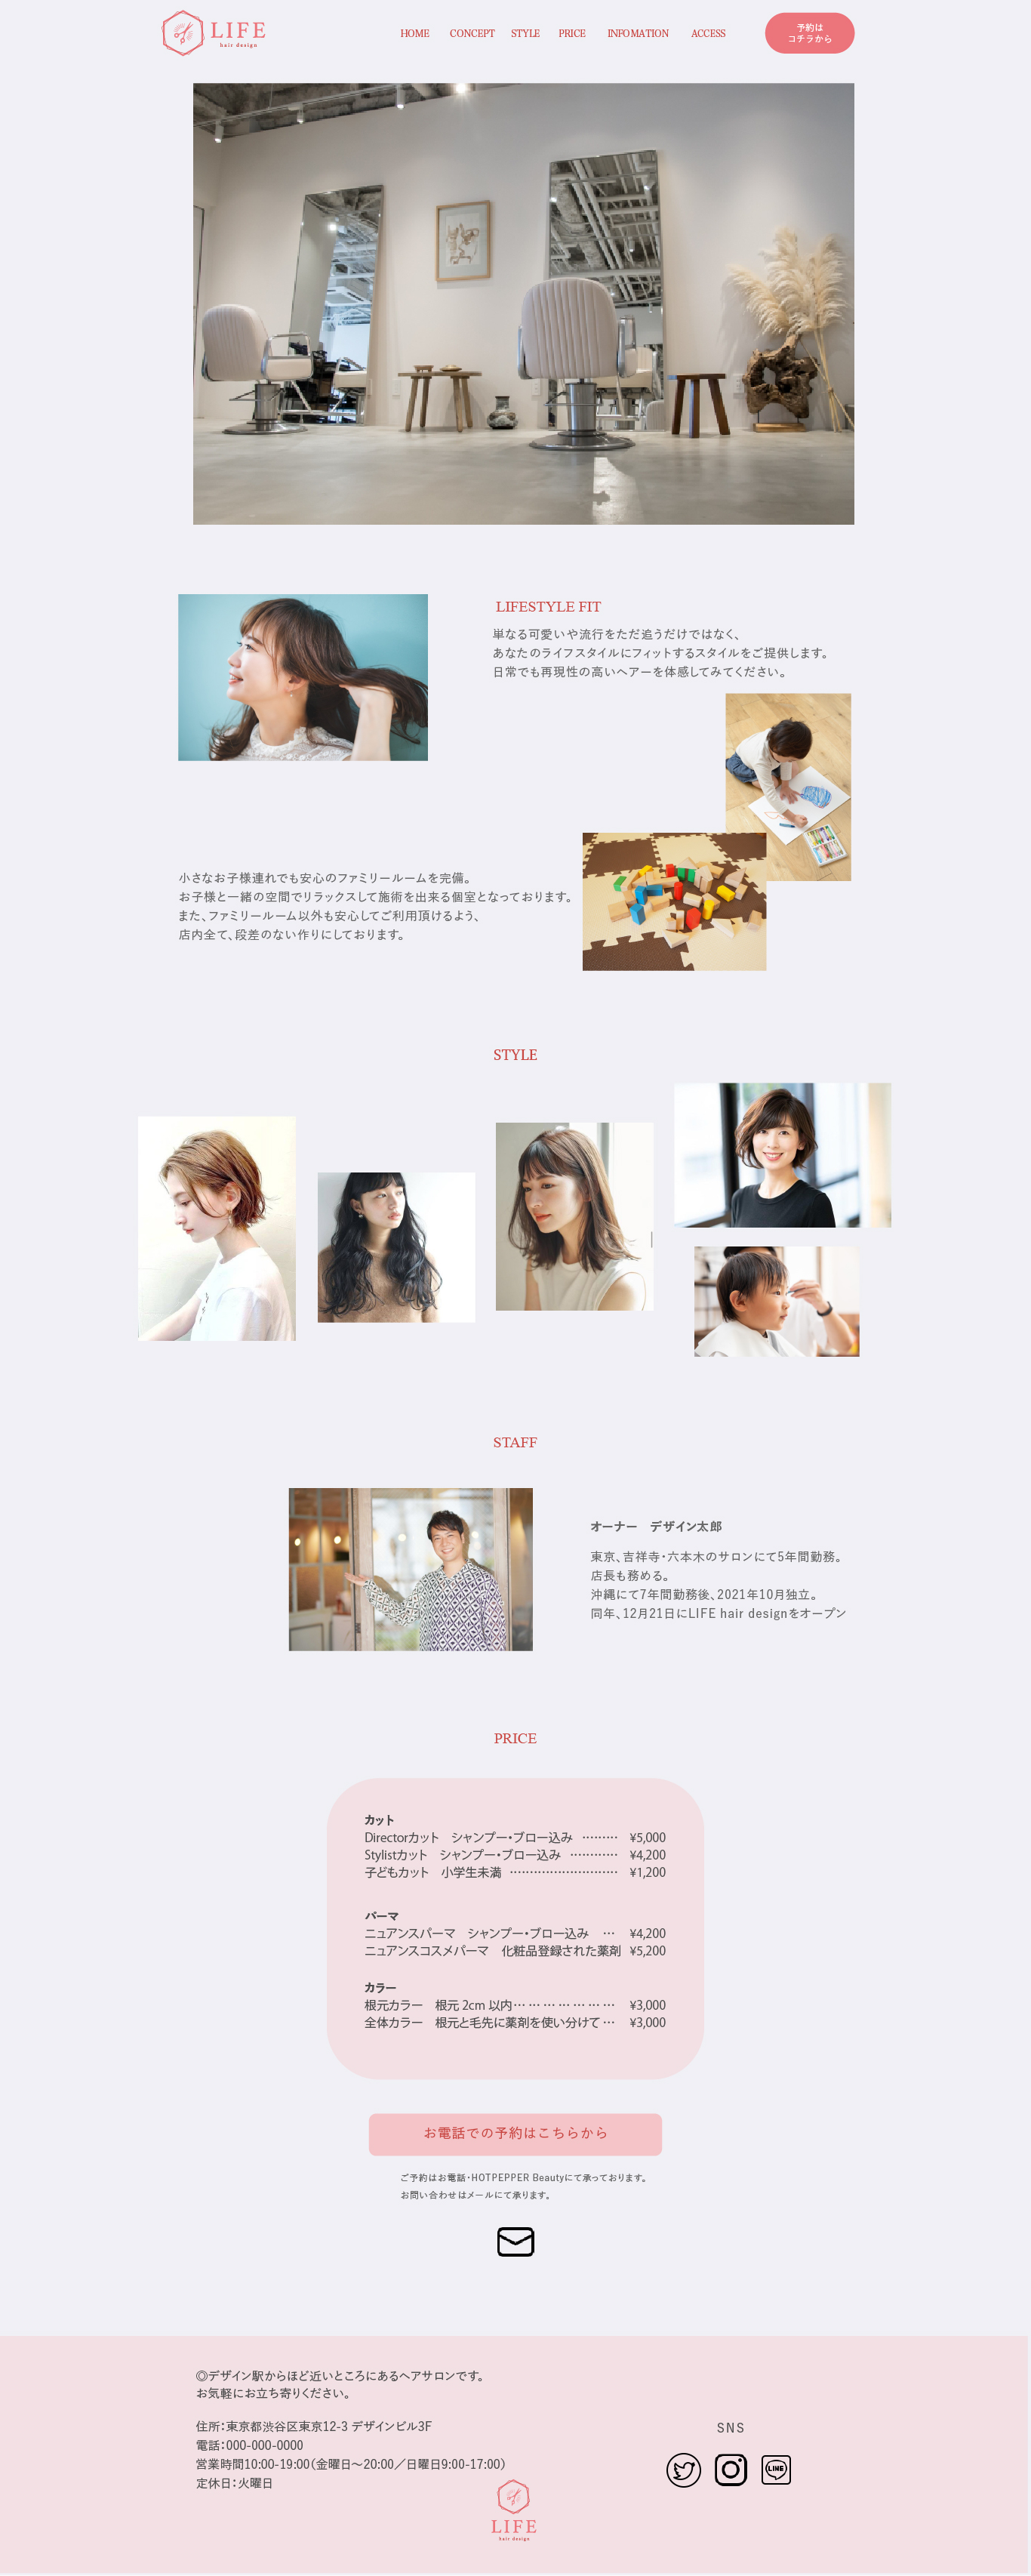 LIFE
hair design
HOME CONCEPT STYLE PRICE INFOMATION ACCESS
予約は
コチラから
LIFESTYLE FIT
単なる可愛いや流行をただ追うだけではなく、
あなたのライフスタイルにフィットするスタイルをご提供します。
日常でも再現性の高いヘアーを体感してみてください。
小さなお子様連れでも安心のファミリールームを完備。
お子様と一緒の空間でリラックスして施術を出来る個室となっております。
また、ファミリールーム以外も安心してご利用頂けるよう、
店内全て、段差のない作りにしております。
STYLE
STAFF
オーナー　デザイン太郎
東京、吉祥寺・六本木のサロンにて5年間勤務。
店長も務める。
沖縄にて7年間勤務後、2021年10月独立。
同年、12月21日にLIFE hair designをオープン
PRICE
カット
Directorカット　シャンプー・ブロー込み ……… ¥5,000
Stylistカット　シャンプー・ブロー込み ………… ¥4,200
子どもカット　小学生未満 ……………………… ¥1,200
パーマ
ニュアンスパーマ　シャンプー・ブロー込み … ¥4,200
ニュアンスコスメパーマ　化粧品登録された薬剤 ¥5,200
カラー
根元カラー　根元 2cm 以内… … … … … … … ¥3,000
全体カラー　根元と毛先に薬剤を使い分けて … ¥3,000
お電話での予約はこちらから
ご予約はお電話・HOTPEPPER Beautyにて承っております。
お問い合わせはメールにて承ります。
◎デザイン駅からほど近いところにあるヘアサロンです。
お気軽にお立ち寄りください。
住所：東京都渋谷区東京12-3 デザインビル3F
電話：000-000-0000
営業時間10:00-19:00（金曜日〜20:00／日曜日9:00-17:00）
定休日：火曜日
SNS
LINE
LIFE
hair design